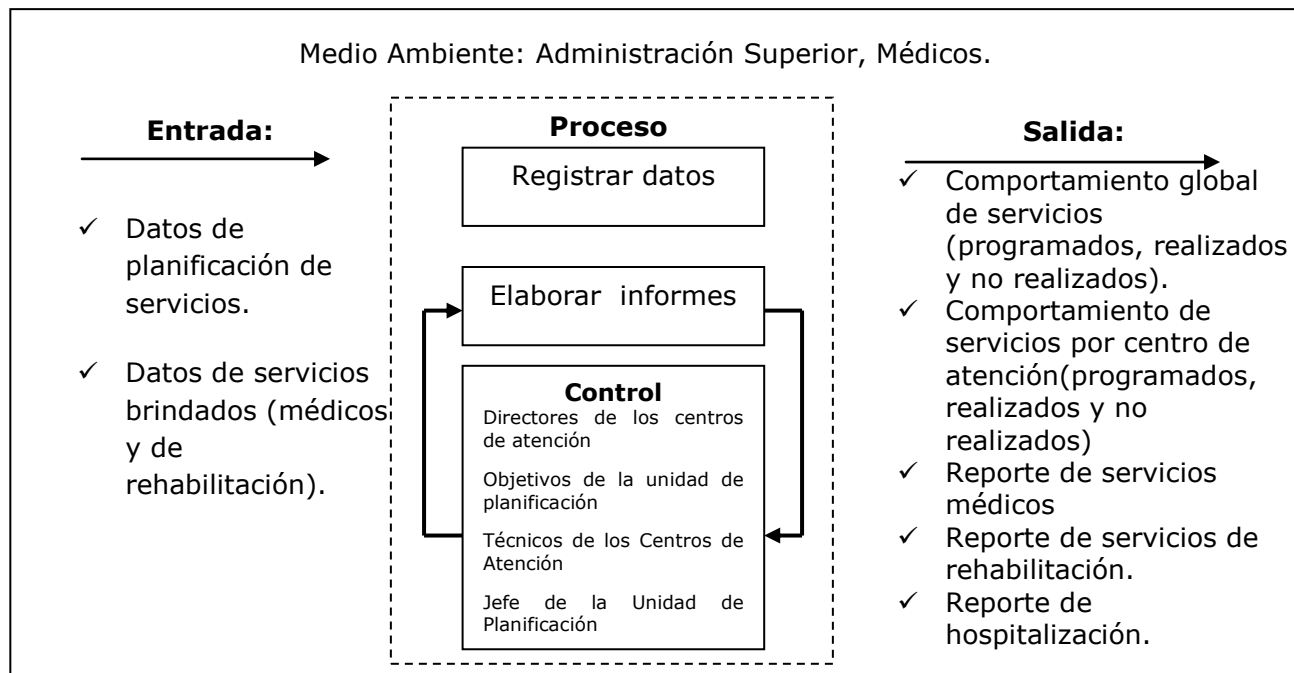 Medio Ambiente: Administración Superior, Médicos.
Entrada:
✓ Datos de
planificación de
servicios.
✓ Datos de servicios
brindados (médicos
y de
rehabilitación).
Proceso
Registrar datos
Elaborar informes
Control
Directores de los centros
de atención
Objetivos de la unidad de
planificación
Técnicos de los Centros de
Atención
Jefe de la Unidad de
Planificación
Salida:
✓ Comportamiento global
de servicios
(programados, realizados
y no realizados).
✓ Comportamiento de
servicios por centro de
atención(programados,
realizados y no
realizados)
✓ Reporte de servicios
médicos
✓ Reporte de servicios de
rehabilitación.
✓ Reporte de
hospitalización.